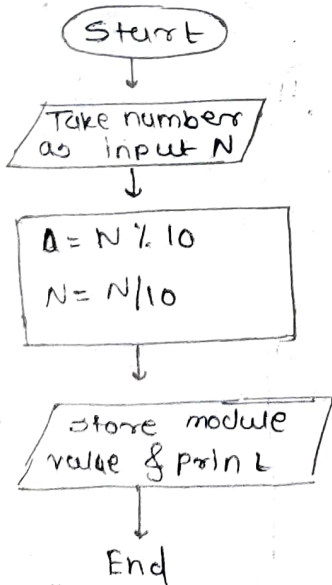 Start
Take number
as input N
A = N % 10
N = N/10
store module
value & print
End